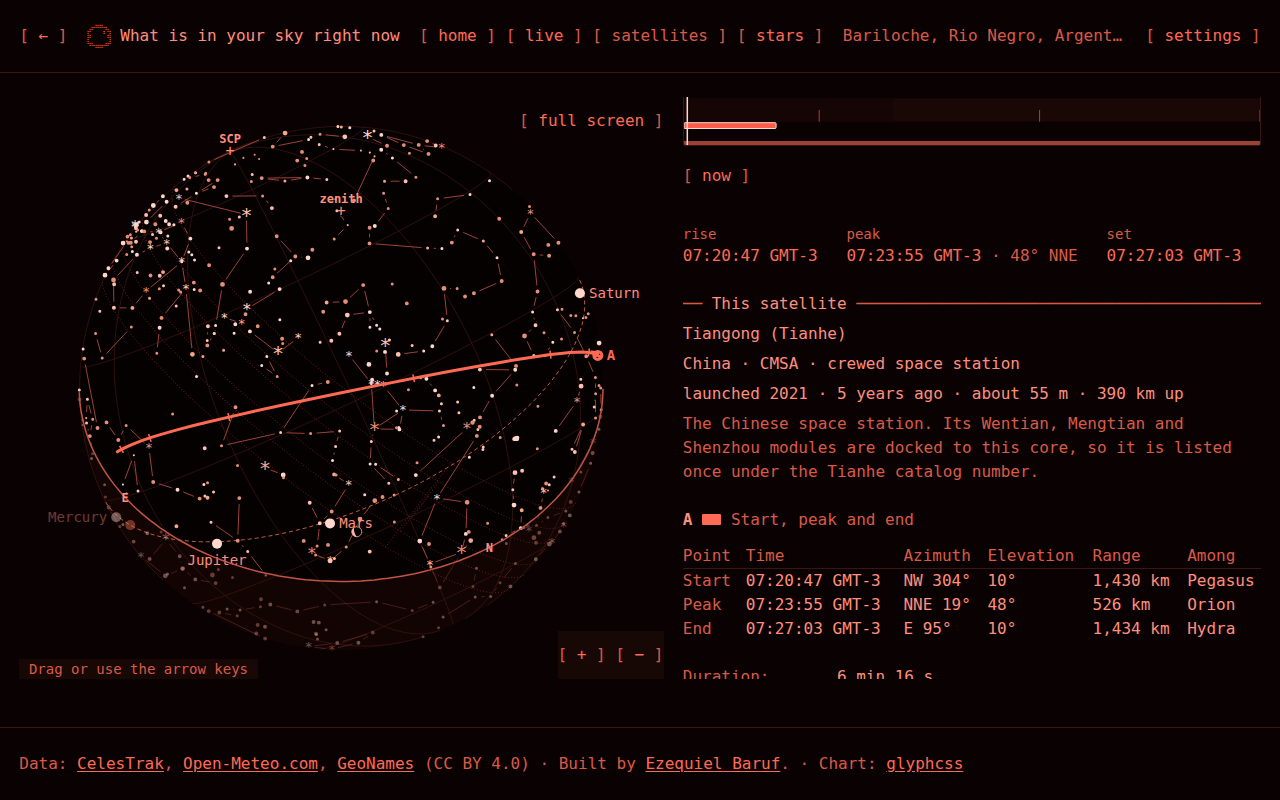 [ ← ] What is in your sky right now [ home ] [ live ] [ satellites ] [ stars ] Bariloche, Rio Negro, Argent… [ settings ]
[ full screen ]
SCP
zenith
Saturn
A
E
Mercury
Mars
Jupiter
N
[ + ] [ − ]
Drag or use the arrow keys
[ now ]
rise peak set
07:20:47 GMT-3 07:23:55 GMT-3 · 48° NNE 07:27:03 GMT-3
This satellite
Tiangong (Tianhe)
China · CMSA · crewed space station
launched 2021 · 5 years ago · about 55 m · 390 km up
The Chinese space station. Its Wentian, Mengtian and
Shenzhou modules are docked to this core, so it is listed
once under the Tianhe catalog number.
A Start, peak and end
Point Time Azimuth Elevation Range Among
Start 07:20:47 GMT-3 NW 304° 10° 1,430 km Pegasus
Peak 07:23:55 GMT-3 NNE 19° 48° 526 km Orion
End 07:27:03 GMT-3 E 95° 10° 1,434 km Hydra
Duration: 6 min 16 s
Data: CelesTrak, Open-Meteo.com, GeoNames (CC BY 4.0) · Built by Ezequiel Baruf. · Chart: glyphcss